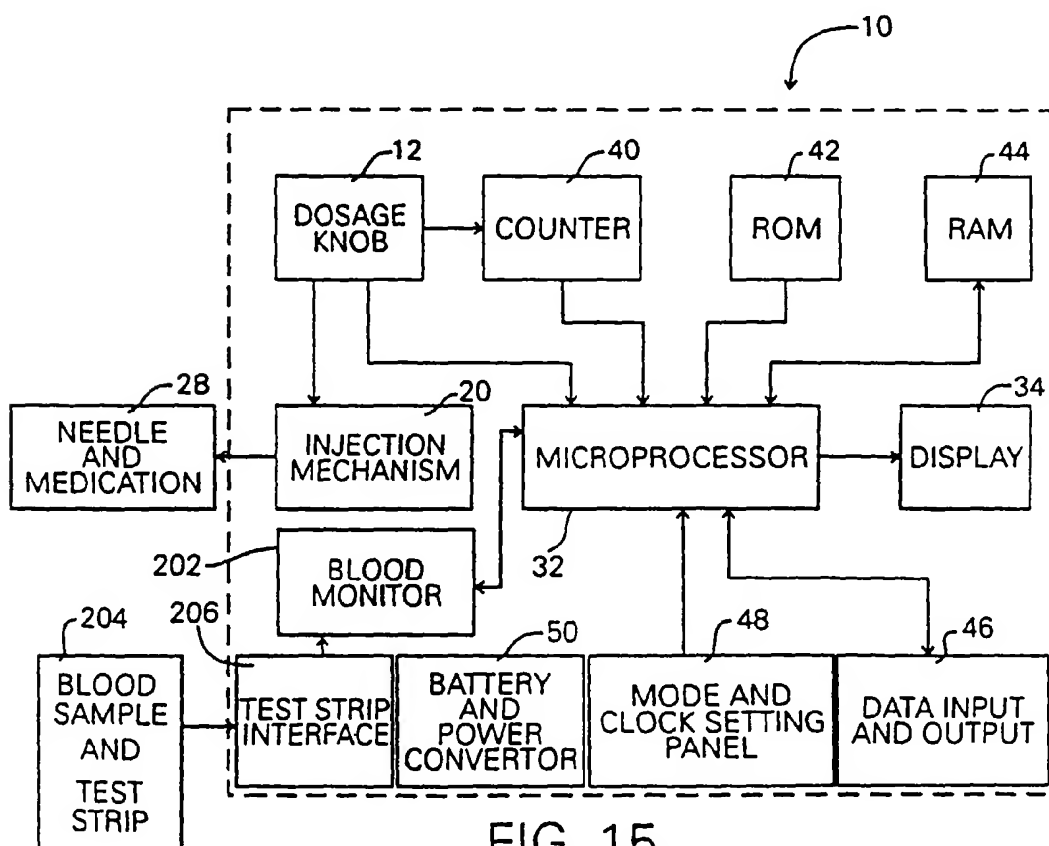 10
12
40
42
44
DOSAGE
KNOB
COUNTER
ROM
RAM
28
20
34
NEEDLE
AND
MEDICATION
INJECTION
MECHANISM
MICROPROCESSOR
DISPLAY
202
32
BLOOD
MONITOR
204
206
50
48
46
BLOOD
SAMPLE
AND
TEST
STRIP
TEST STRIP
INTERFACE
BATTERY
AND
POWER
CONVERTOR
MODE AND
CLOCK SETTING
PANEL
DATA INPUT
AND OUTPUT
FIG. 15